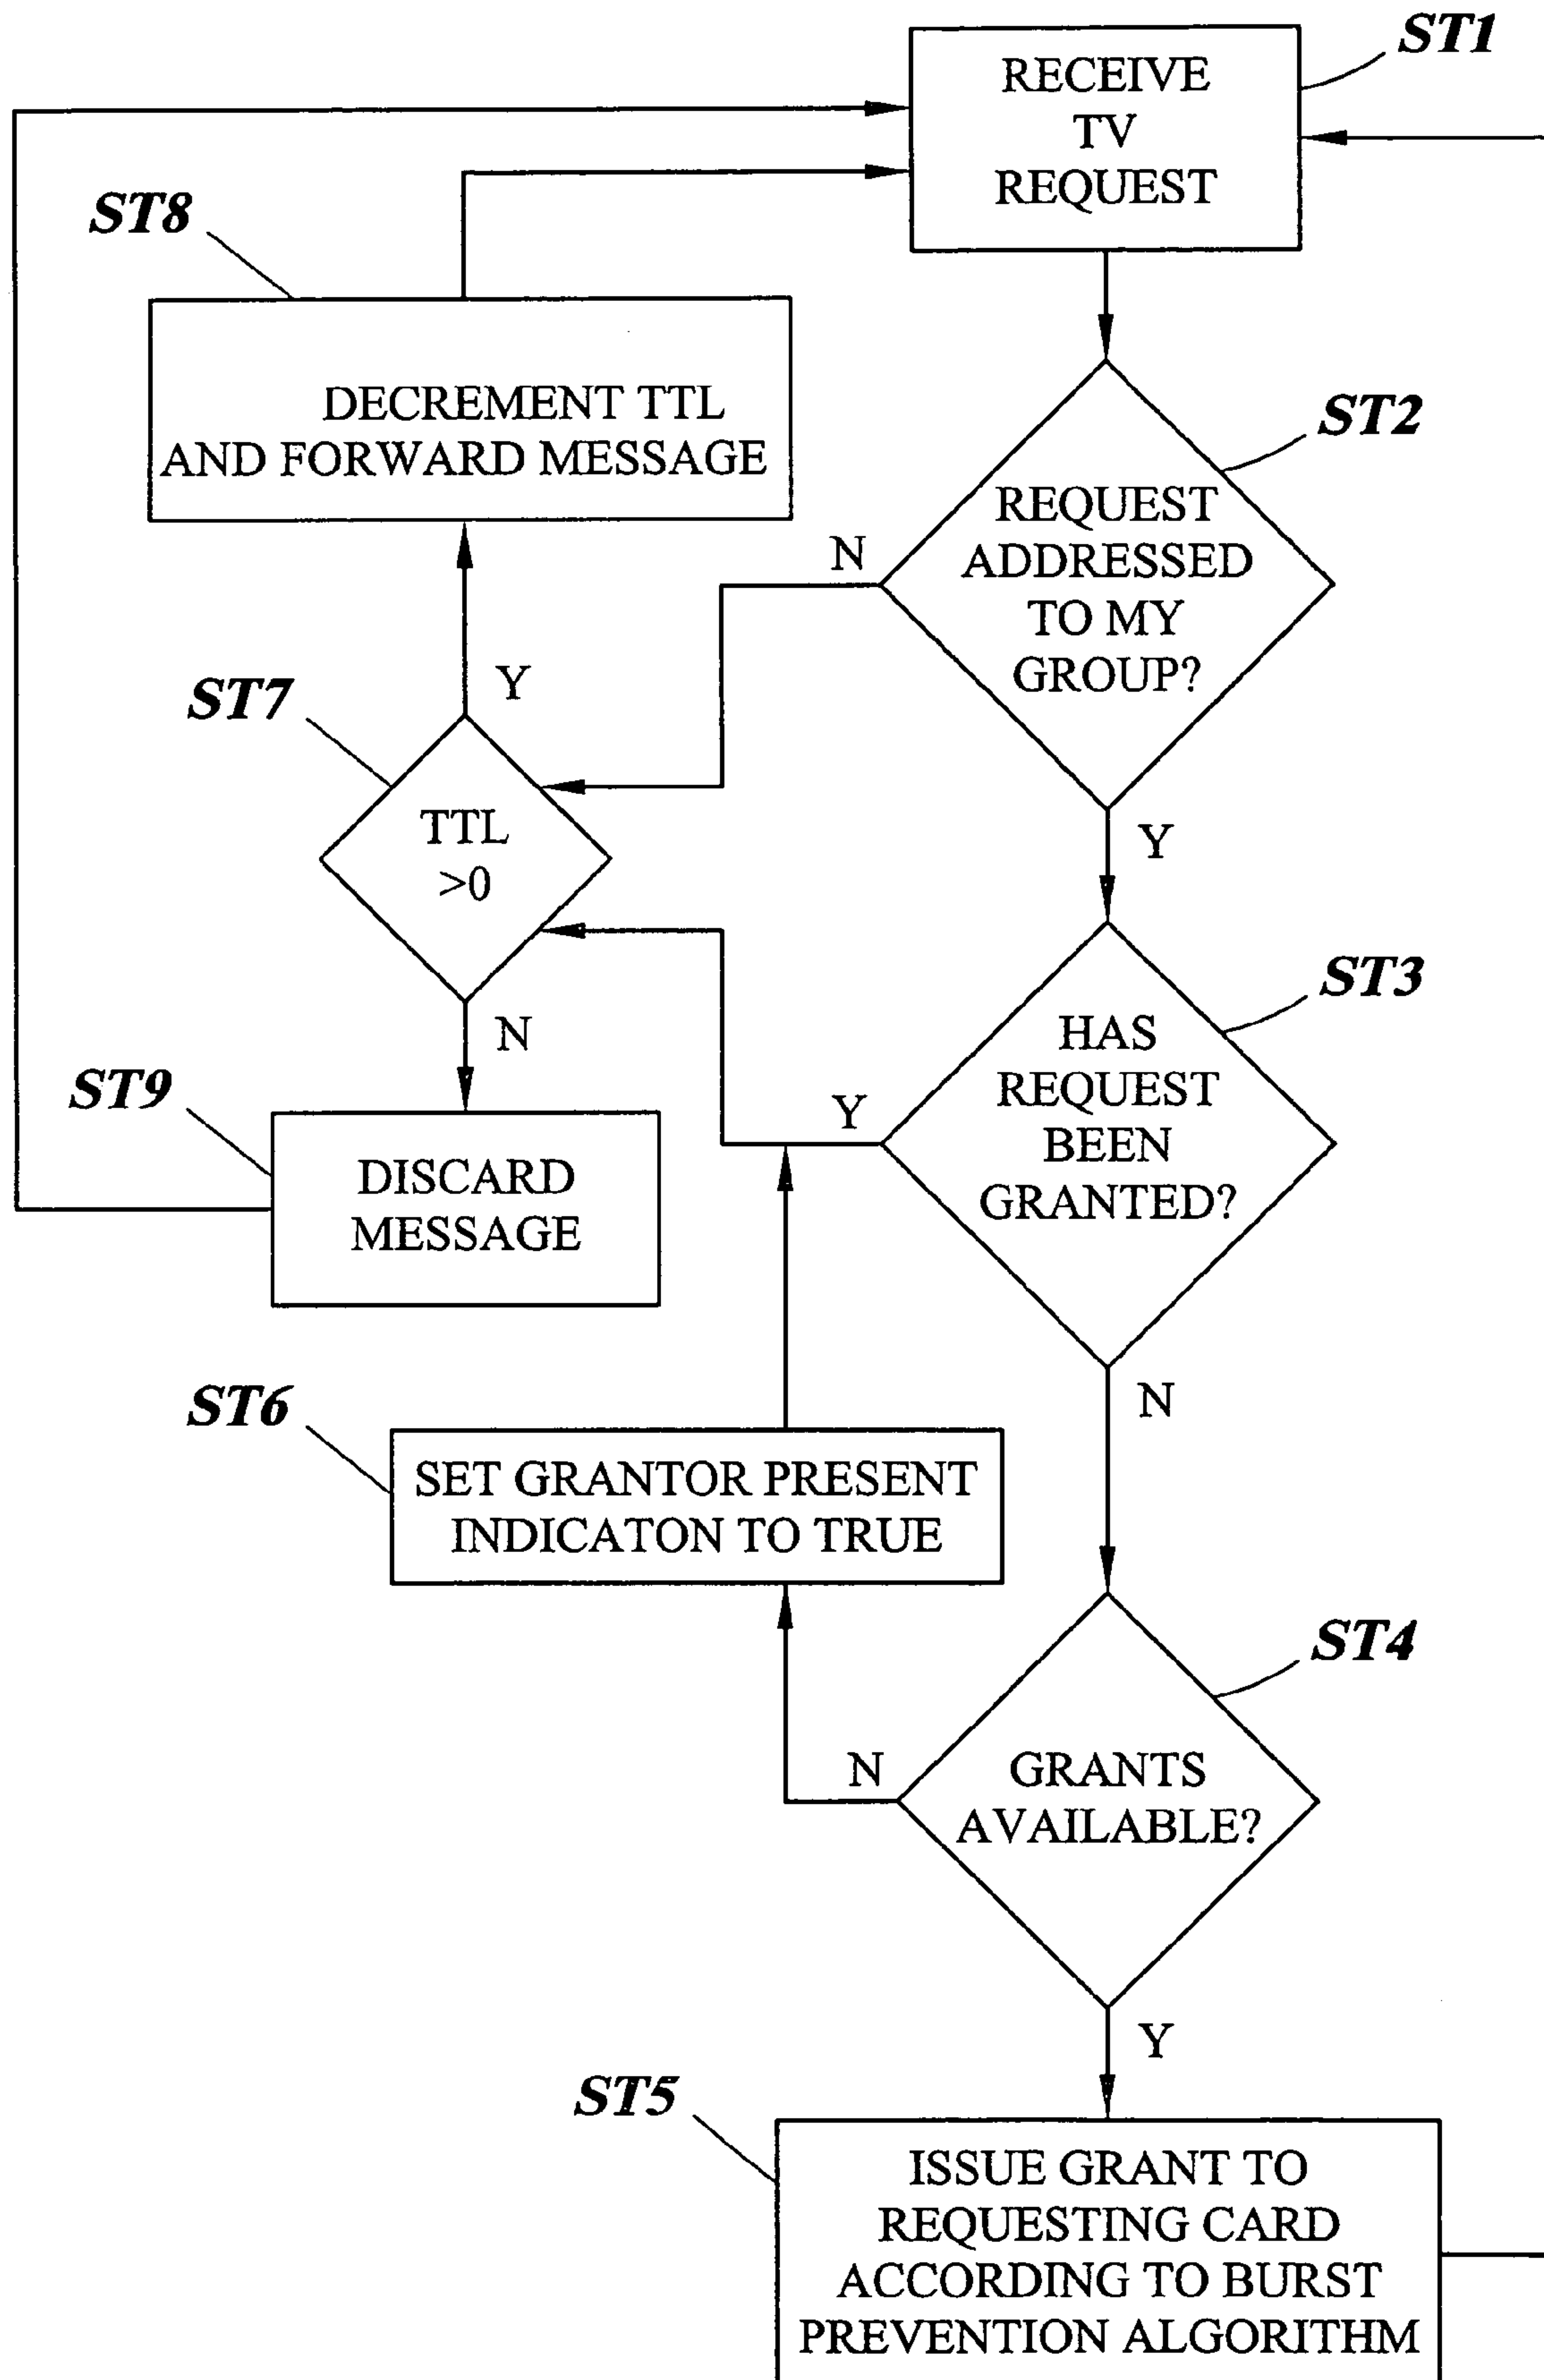 ST1
RECEIVE
TV
REQUEST
ST8
DECREMENT TTL
AND FORWARD MESSAGE
ST2
REQUEST
ADDRESSED
TO MY
GROUP?
N
Y
ST7
Y
TTL
>0
N
ST3
HAS
REQUEST
BEEN
GRANTED?
Y
N
ST9
DISCARD
MESSAGE
ST6
SET GRANTOR PRESENT
INDICATON TO TRUE
ST4
GRANTS
AVAILABLE?
N
Y
ST5
ISSUE GRANT TO
REQUESTING CARD
ACCORDING TO BURST
PREVENTION ALGORITHM